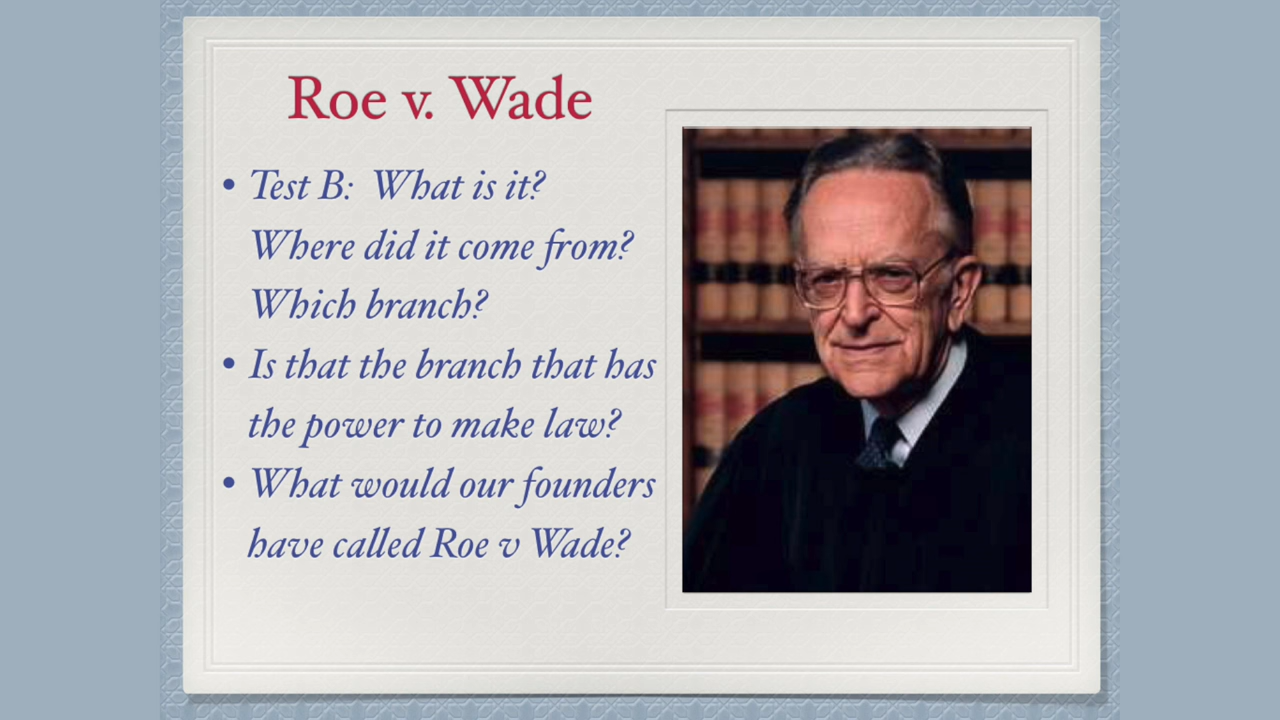 Roe v. Wade
• Test B: What is it?
Where did it come from?
Which branch?
• Is that the branch that has
the power to make law?
• What would our founders
have called Roe v Wade?